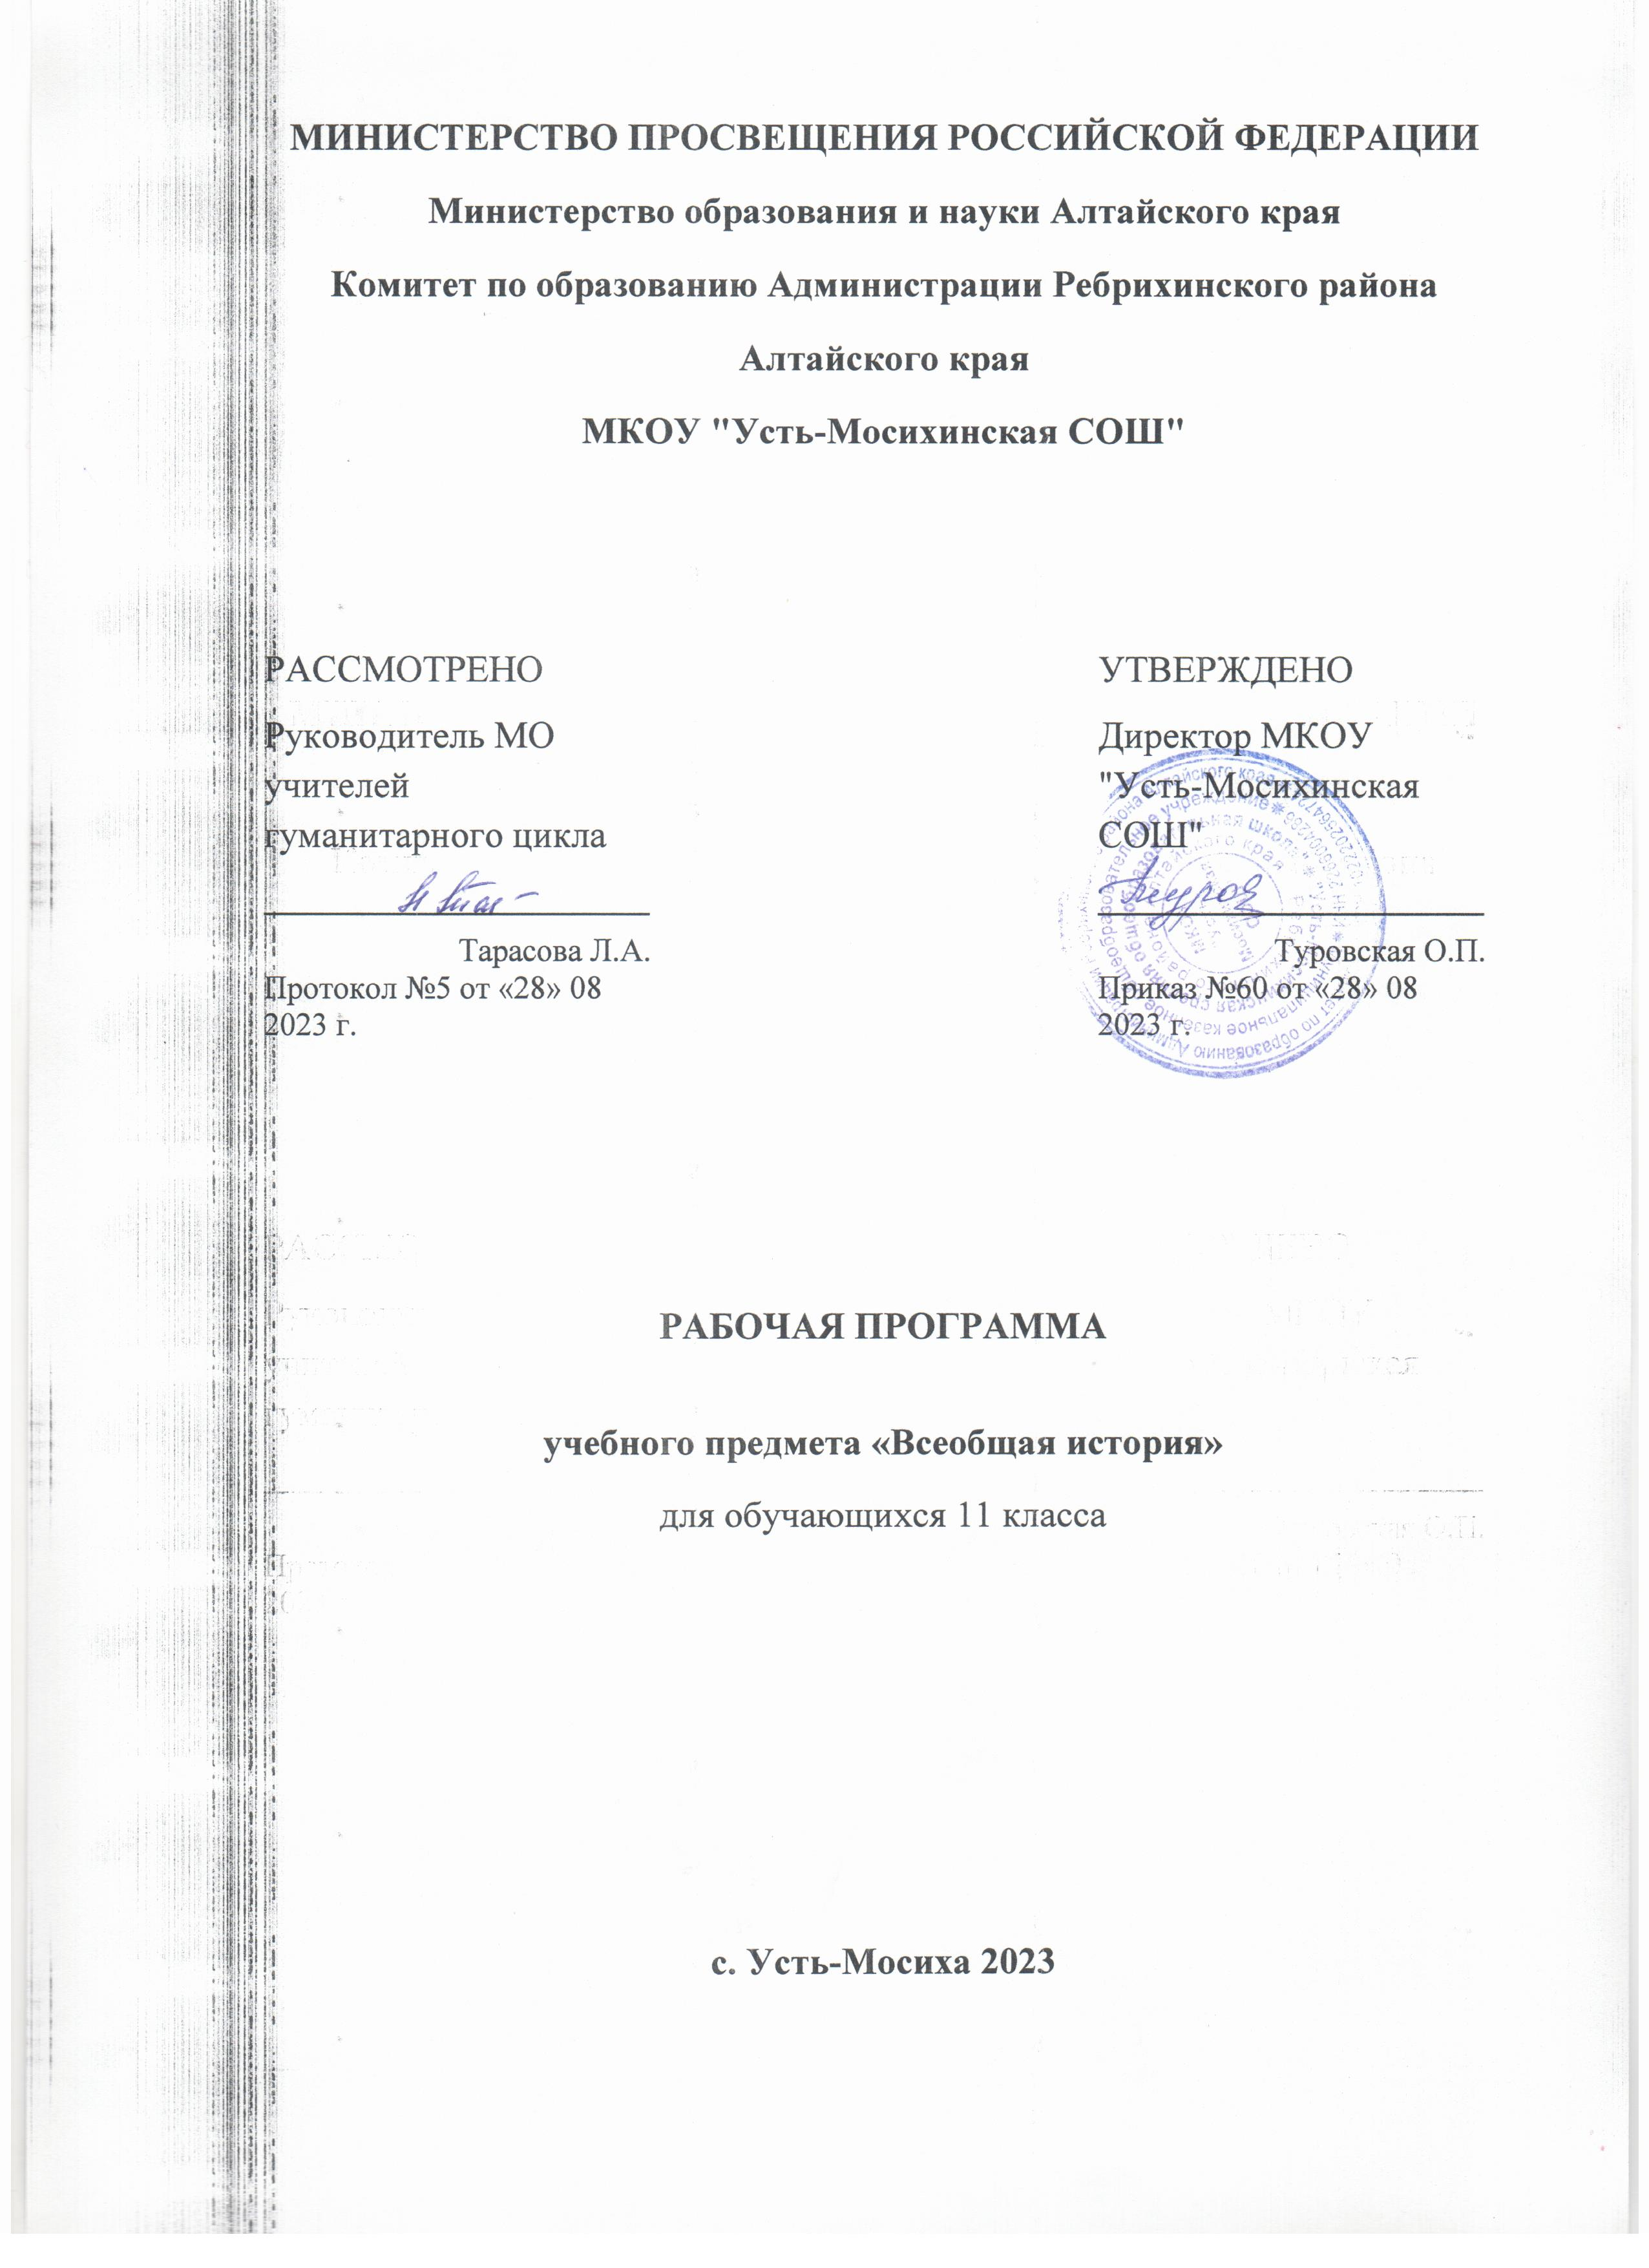 МИНИСТЕРСТВО ПРОСВЕЩЕНИЯ РОССИЙСКОЙ ФЕДЕРАЦИИ
Министерство образования и науки Алтайского края
Комитет по образованию Администрации Ребрихинского района
Алтайского края
МКОУ "Усть-Мосихинская СОШ"
РАССМОТРЕНО
Руководитель МО
учителей
гуманитарного цикла
Тарасова Л.А.
Протокол №5 от «28» 08
2023 г.
УТВЕРЖДЕНО
Директор МКОУ
"Усть-Мосихинская
СОШ"
Туровская О.П.
Приказ №60 от «28» 08
2023 г.
РАБОЧАЯ ПРОГРАММА
учебного предмета «Всеобщая история»
для обучающихся 11 класса
с. Усть-Мосиха 2023